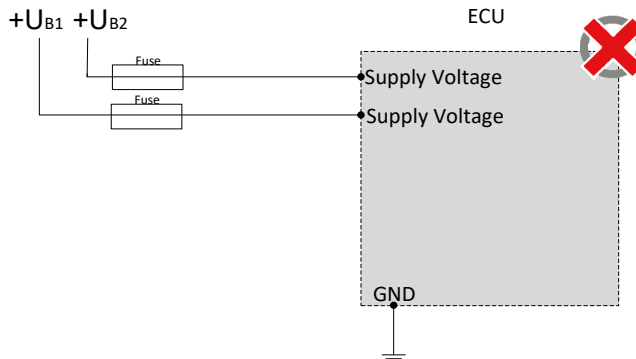 +UB1 +UB2
ECU
Fuse
Supply Voltage
Fuse
Supply Voltage
GND